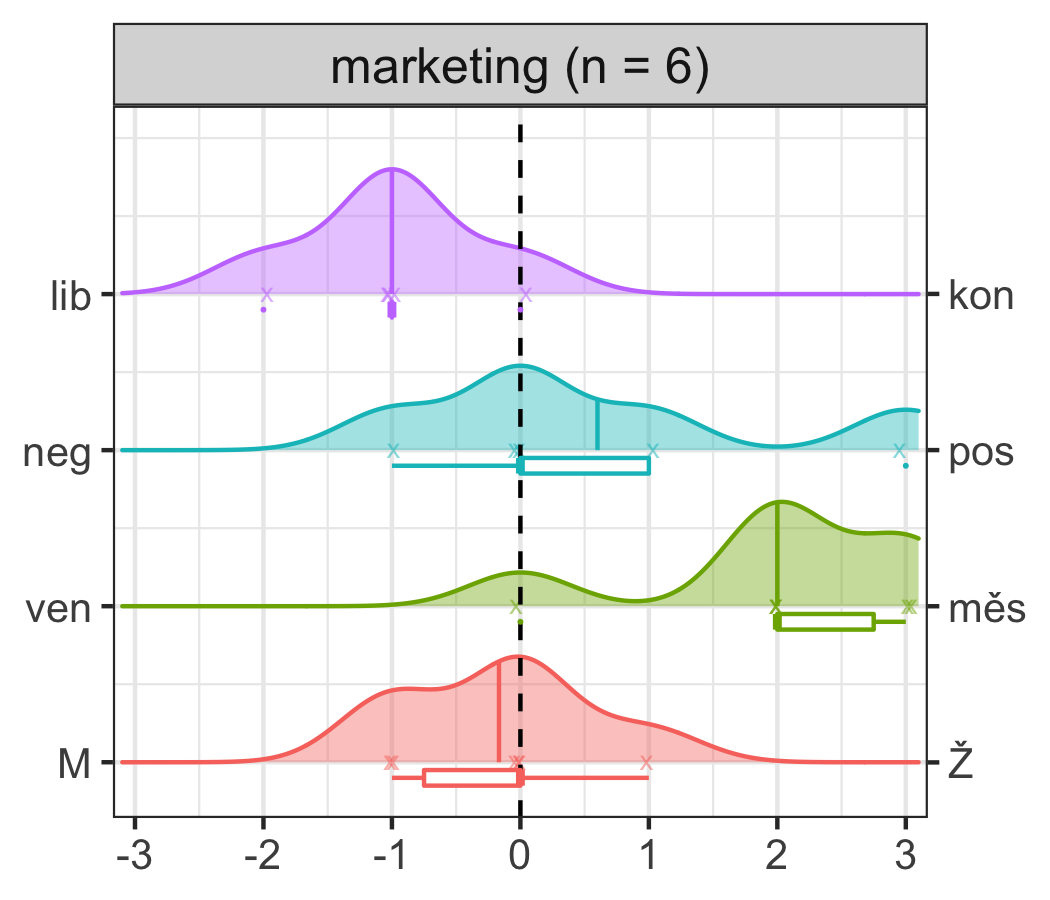 marketing (n = 6)
lib kon
neg pos
ven měs
M Ž
-3 -2 -1 0 1 2 3